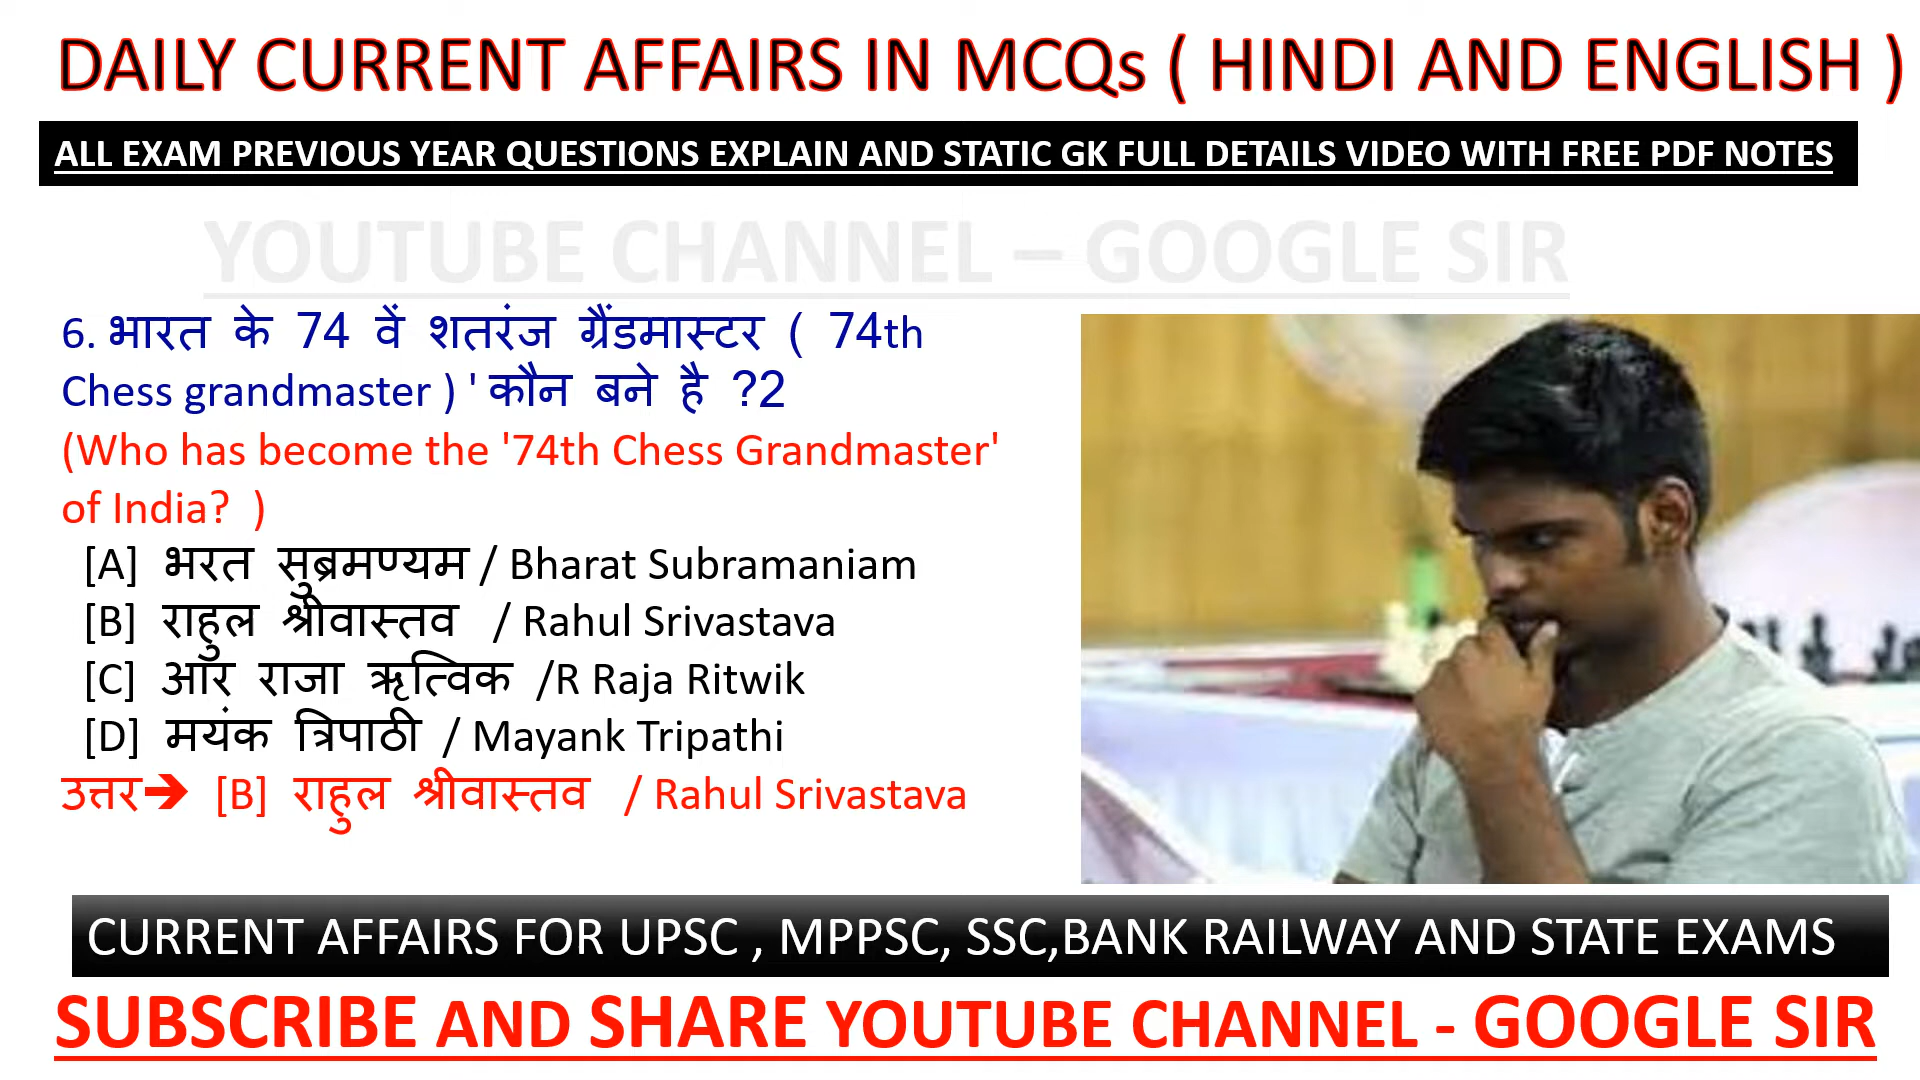 DAILY CURRENT AFFAIRS IN MCQs ( HINDI AND ENGLISH )
ALL EXAM PREVIOUS YEAR QUESTIONS EXPLAIN AND STATIC GK FULL DETAILS VIDEO WITH FREE PDF NOTES
YOUTUBE CHANNEL – GOOGLE SIR
6. भारत के 74 वें शतरंज ग्रैंडमास्टर ( 74th
Chess grandmaster ) ' कौन बने है ?2
(Who has become the '74th Chess Grandmaster'
of India? )
[A] भरत सुब्रमण्यम / Bharat Subramaniam
[B] राहुल श्रीवास्तव / Rahul Srivastava
[C] आर राजा ऋत्विक /R Raja Ritwik
[D] मयंक त्रिपाठी / Mayank Tripathi
उत्तर🡺 [B] राहुल श्रीवास्तव / Rahul Srivastava
CURRENT AFFAIRS FOR UPSC , MPPSC, SSC,BANK RAILWAY AND STATE EXAMS
SUBSCRIBE AND SHARE YOUTUBE CHANNEL - GOOGLE SIR